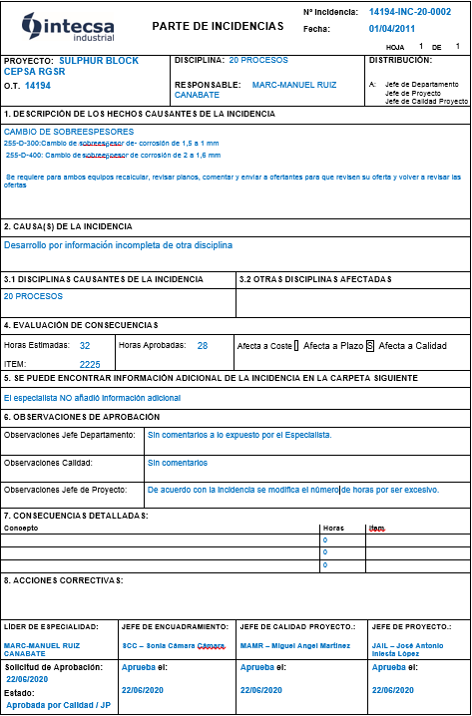 intecsa
industrial
PARTE DE INCIDENCIAS
Nº Incidencia: 14194-INC-20-0002
Fecha: 01/04/2011
HOJA 1 DE 1
PROYECTO: SULPHUR BLOCK
CEPSA RGSR
O.T. 14194
DISCIPLINA: 20 PROCESOS
RESPONSABLE: MARC-MANUEL RUIZ
CANABATE
DISTRIBUCIÓN:
A: Jefe de Departamento
Jefe de Proyecto
Jefe de Calidad Proyecto
1. DESCRIPCIÓN DE LOS HECHOS CAUSANTES DE LA INCIDENCIA
CAMBIO DE SOBREESPESORES
255-D-300:Cambio de sobreespesor de- corrosión de 1,5 a 1 mm
255-D-400: Cambio de sobreespesor de corrosión de 2 a 1,6 mm
Se requiere para ambos equipos recalcular, revisar planos, comentar y enviar a ofertantes para que revisen su oferta y volver a revisar las
ofertas
2. CAUSA(S) DE LA INCIDENCIA
Desarrollo por información incompleta de otra disciplina
3.1 DISCIPLINAS CAUSANTES DE LA INCIDENCIA
3.2 OTRAS DISCIPLINAS AFECTADAS
20 PROCESOS
4. EVALUACIÓN DE CONSECUENCIAS
Horas Estimadas: 32
Horas Aprobadas: 28
Afecta a Coste [] Afecta a Plazo S Afecta a Calidad
ITEM: 2225
5. SE PUEDE ENCONTRAR INFORMACIÓN ADICIONAL DE LA INCIDENCIA EN LA CARPETA SIGUIENTE
El especialista NO añadió información adicional
6. OBSERVACIONES DE APROBACIÓN
Observaciones Jefe Departamento: Sin comentarios a lo expuesto por el Especialista.
Observaciones Calidad: Sin comentarios
Observaciones Jefe de Proyecto: De acuerdo con la incidencia se modifica el número de horas por ser excesivo.
7. CONSECUENCIAS DETALLADAS:
Concepto Horas Item
0
0
0
8. ACCIONES CORRECTIVAS:
LÍDER DE ESPECIALIDAD:
MARC-MANUEL RUIZ
CANABATE
JEFE DE ENCUADRAMIENTO:
SCC – Sonia Cámara Cámara
JEFE DE CALIDAD PROYECTO.:
MAMR – Miguel Angel Martinez
JEFE DE PROYECTO.:
JAIL – José Antonio
Iniesta López
Solicitud de Aprobación:
22/06/2020
Estado:
Aprobada por Calidad / JP
Aprueba el:
22/06/2020
Aprueba el:
22/06/2020
Aprueba el:
22/06/2020